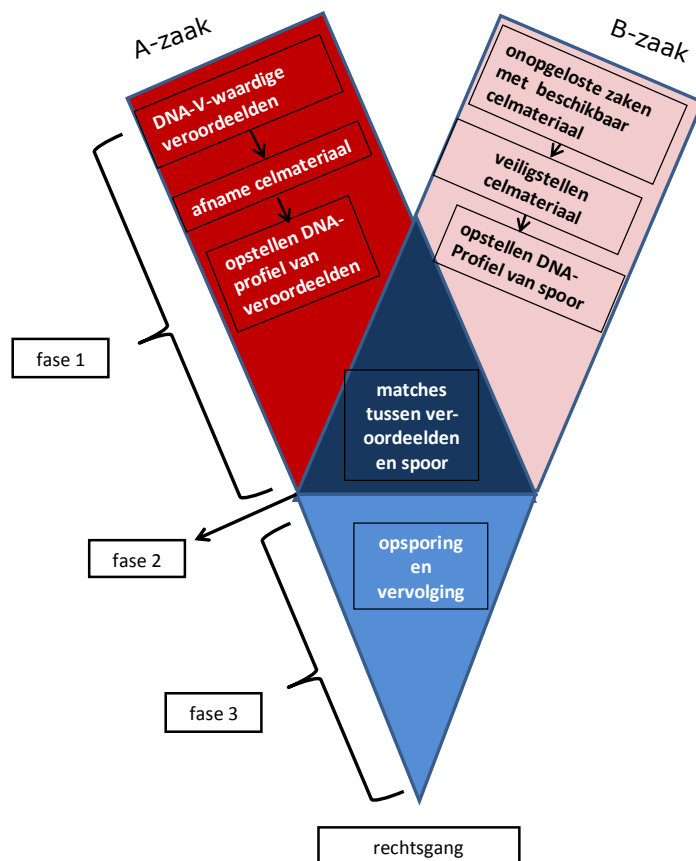 A-zaak
DNA-V-waardige
veroordeelden
afname celmateriaal
opstellen DNA-
profiel van
veroordeelden
B-zaak
onopgeloste zaken
met beschikbaar
celmateriaal
veiligstellen
celmateriaal
opstellen DNA-
Profiel van spoor
fase 1
matches
tussen ver-
oordeelden
en spoor
fase 2
opsporing
en
vervolging
fase 3
rechtsgang